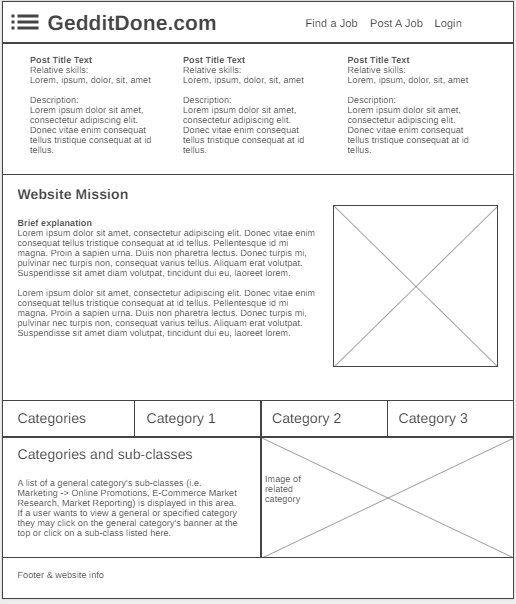 GedditDone.com
Find a Job Post A Job Login
Post Title Text
Relative skills:
Lorem, ipsum, dolor, sit, amet
Description:
Lorem ipsum dolor sit amet,
consectetur adipiscing elit.
Donec vitae enim consequat
tellus tristique consequat at id
tellus.
Post Title Text
Relative skills:
Lorem, ipsum, dolor, sit, amet
Description:
Lorem ipsum dolor sit amet,
consectetur adipiscing elit.
Donec vitae enim consequat
tellus tristique consequat at id
tellus.
Post Title Text
Relative skills:
Lorem, ipsum, dolor, sit, amet
Description:
Lorem ipsum dolor sit amet,
consectetur adipiscing elit.
Donec vitae enim consequat
tellus tristique consequat at id
tellus.
Website Mission
Brief explanation
Lorem ipsum dolor sit amet, consectetur adipiscing elit. Donec vitae enim
consequat tellus tristique consequat at id tellus. Pellentesque id mi
magna. Proin a sapien urna. Duis non pharetra lectus. Donec turpis mi,
pulvinar nec turpis non, consequat varius tellus. Aliquam erat volutpat.
Suspendisse sit amet diam volutpat, tincidunt dui eu, laoreet lorem.
Lorem ipsum dolor sit amet, consectetur adipiscing elit. Donec vitae enim
consequat tellus tristique consequat at id tellus. Pellentesque id mi
magna. Proin a sapien urna. Duis non pharetra lectus. Donec turpis mi,
pulvinar nec turpis non, consequat varius tellus. Aliquam erat volutpat.
Suspendisse sit amet diam volutpat, tincidunt dui eu, laoreet lorem.
Categories
Category 1
Category 2
Category 3
Categories and sub-classes
A list of a general category's sub-classes (i.e.
Marketing -> Online Promotions, E-Commerce Market
Research, Market Reporting) is displayed in this area.
If a user wants to view a general or specified category
they may click on the general category's banner at the
top or click on a sub-class listed here.
Image of
related
category
Footer & website info